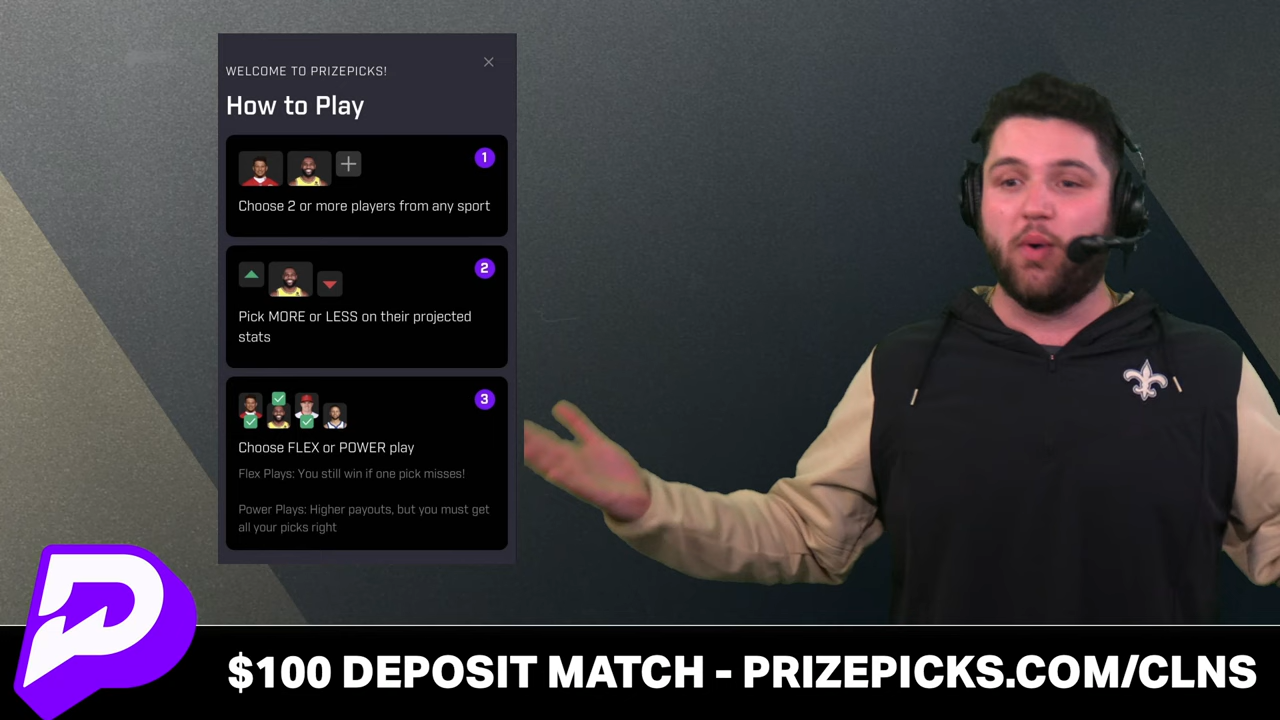 WELCOME TO PRIZEPICKS!
How to Play
1
Choose 2 or more players from any sport
2
Pick MORE or LESS on their projected
stats
3
Choose FLEX or POWER play
Flex Plays: You still win if one pick misses!
Power Plays: Higher payouts, but you must get
all your picks right
$100 DEPOSIT MATCH - PRIZEPICKS.COM/CLNS